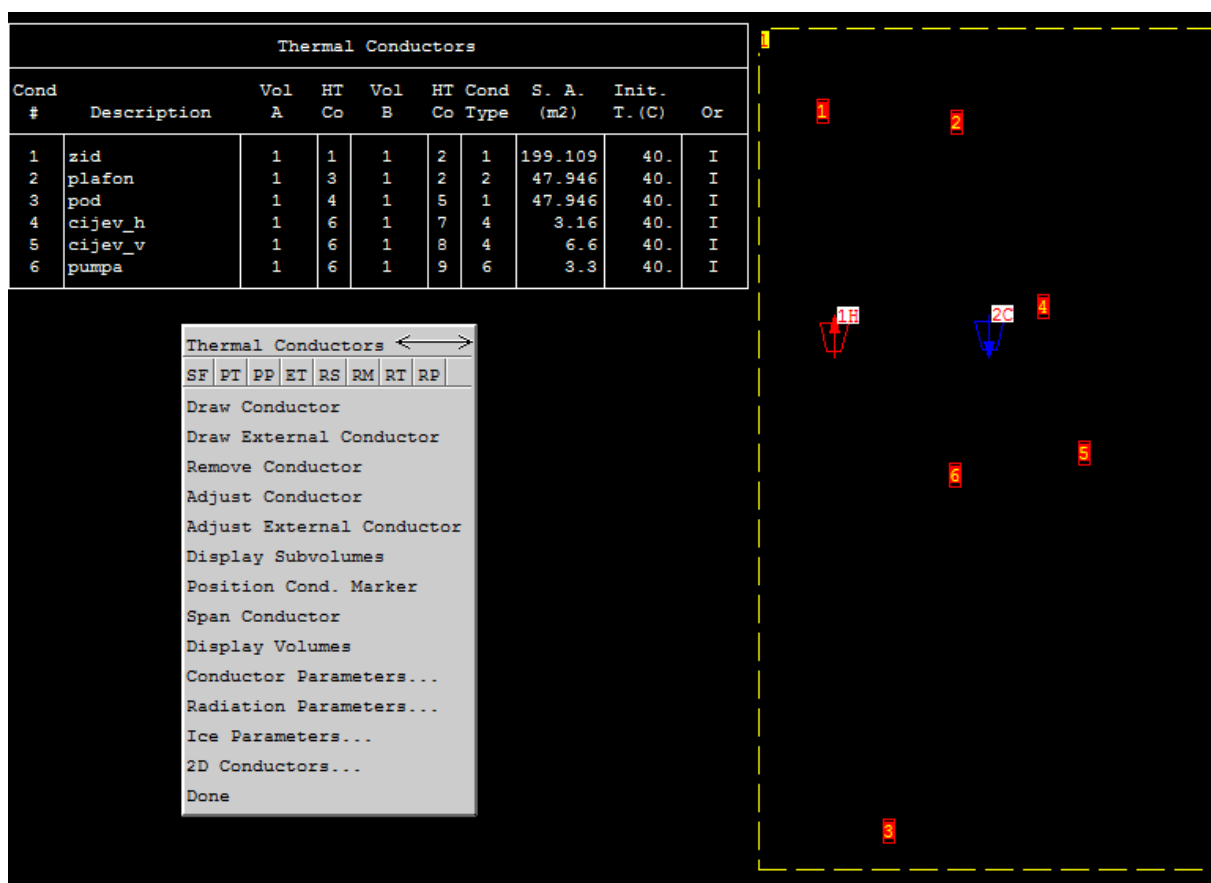 Thermal Conductors
Cond Vol HT Vol HT Cond S. A. Init.
# Description A Co B Co Type (m2) T.(C) Or
1 zid 1 1 1 2 1 199.109 40. I
2 plafon 1 3 1 2 2 47.946 40. I
3 pod 1 4 1 5 1 47.946 40. I
4 cijev_h 1 6 1 7 4 3.16 40. I
5 cijev_v 1 6 1 8 4 6.6 40. I
6 pumpa 1 6 1 9 6 3.3 40. I
Thermal Conductors
SF PT PP ET RS RM RT RP
Draw Conductor
Draw External Conductor
Remove Conductor
Adjust Conductor
Adjust External Conductor
Display Subvolumes
Position Cond. Marker
Span Conductor
Display Volumes
Conductor Parameters...
Radiation Parameters...
Ice Parameters...
2D Conductors...
Done
1
1
2
1H
2C
4
5
6
3